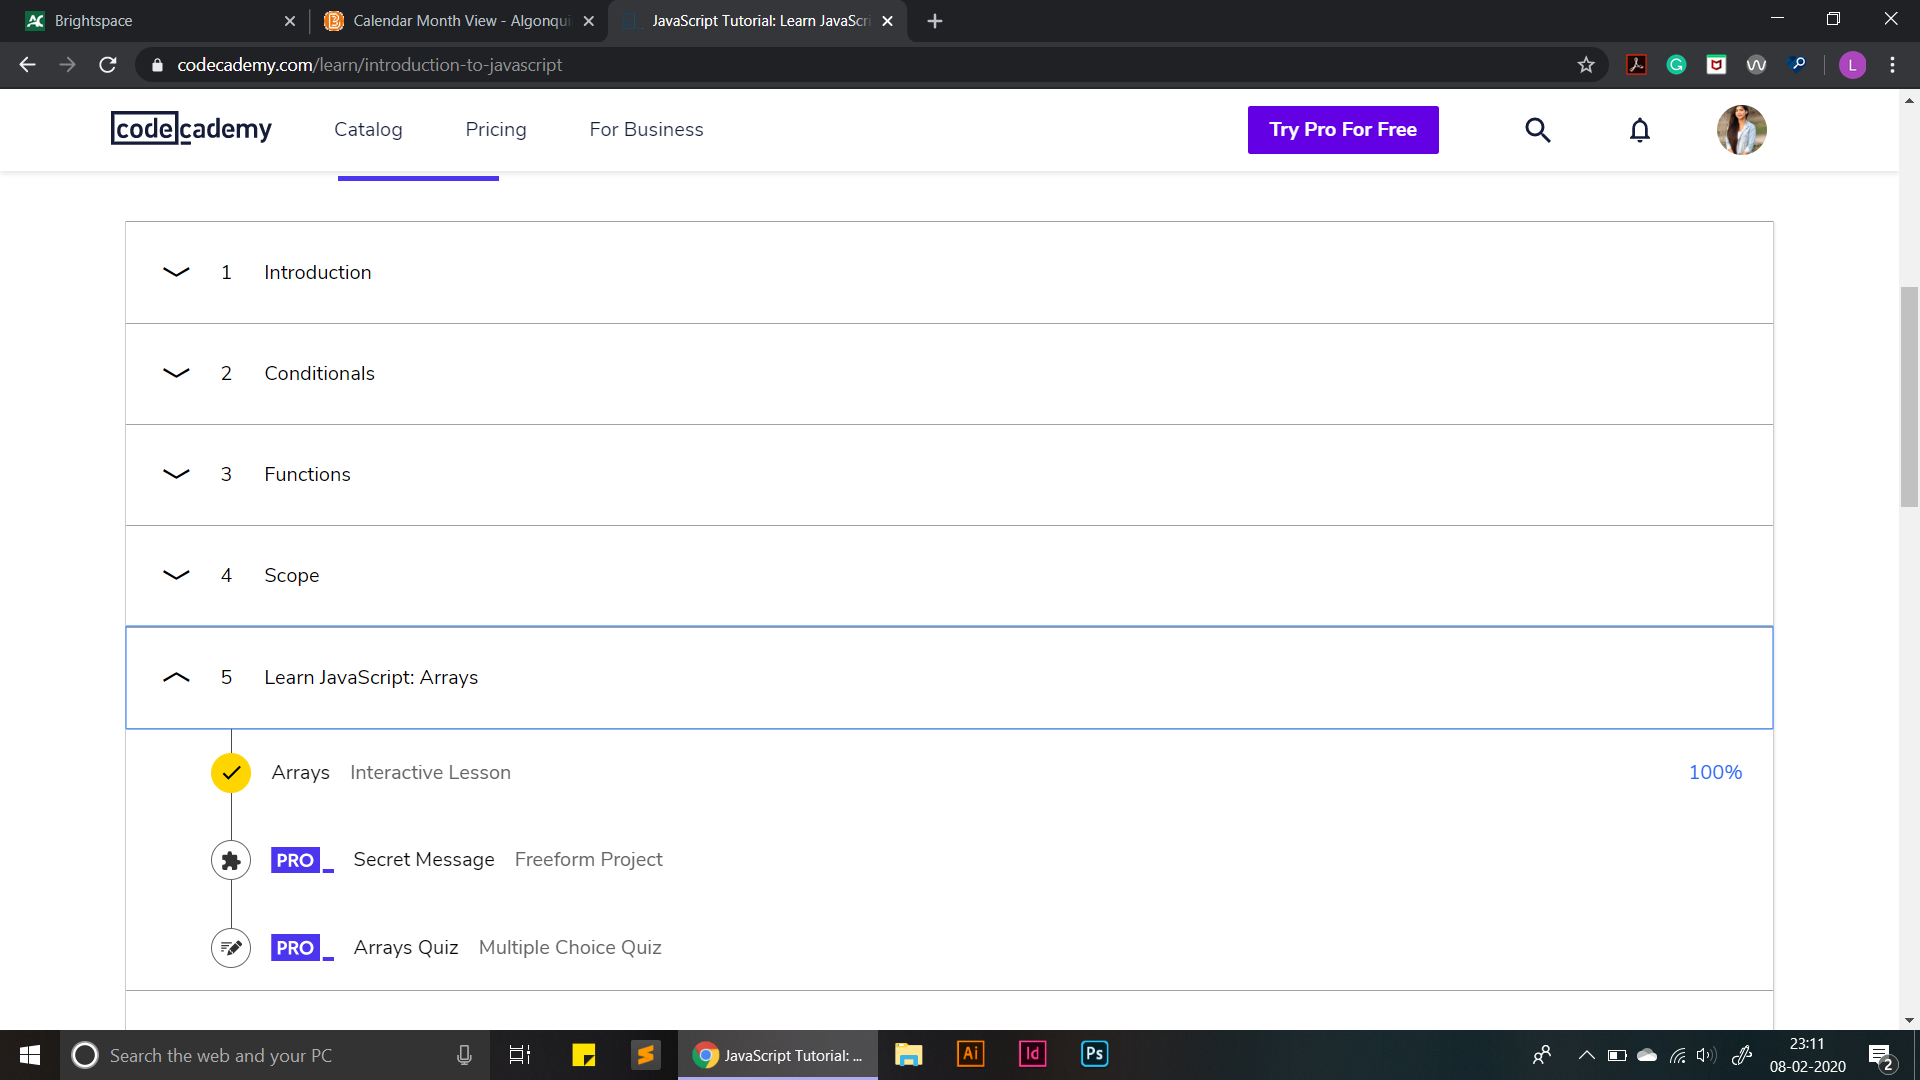 Brightspace
Calendar Month View - Algonqui
JavaScript Tutorial: Learn JavaScri
codecademy.com/learn/introduction-to-javascript
L
codecademy
Catalog
Pricing
For Business
Try Pro For Free
1 Introduction
2 Conditionals
3 Functions
4 Scope
5 Learn JavaScript: Arrays
Arrays Interactive Lesson 100%
PRO Secret Message Freeform Project
PRO Arrays Quiz Multiple Choice Quiz
Search the web and your PC
JavaScript Tutorial: ...
Ai
Id
Ps
23:11
08-02-2020
2